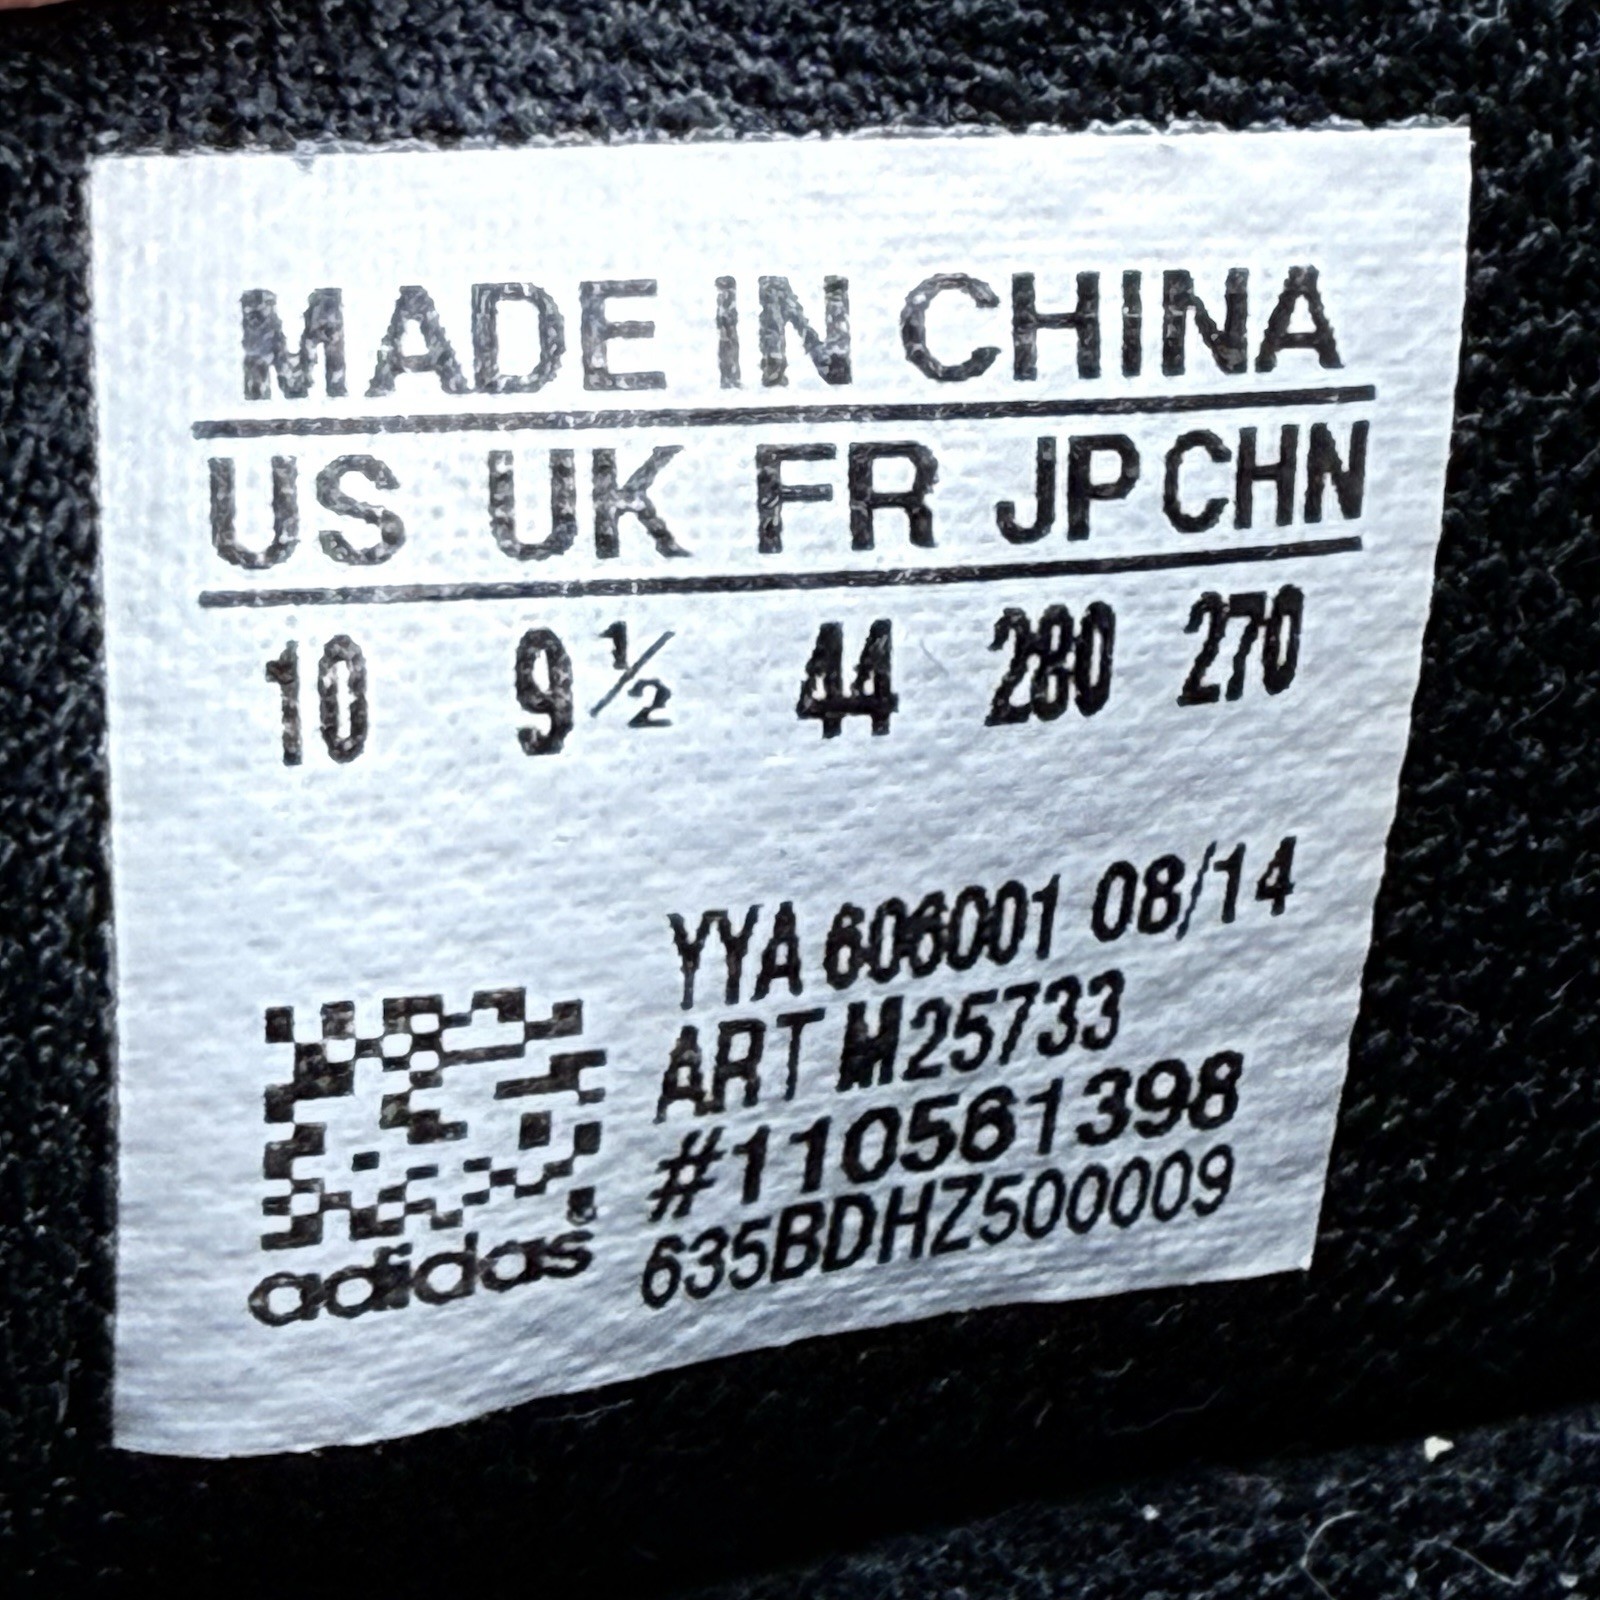 MADE IN CHINA
US UK FR JP CHN
10 9½ 44 280 270
YYA 606001 08/14
ART M25733
#110561398
635BDHZ500009
adidas